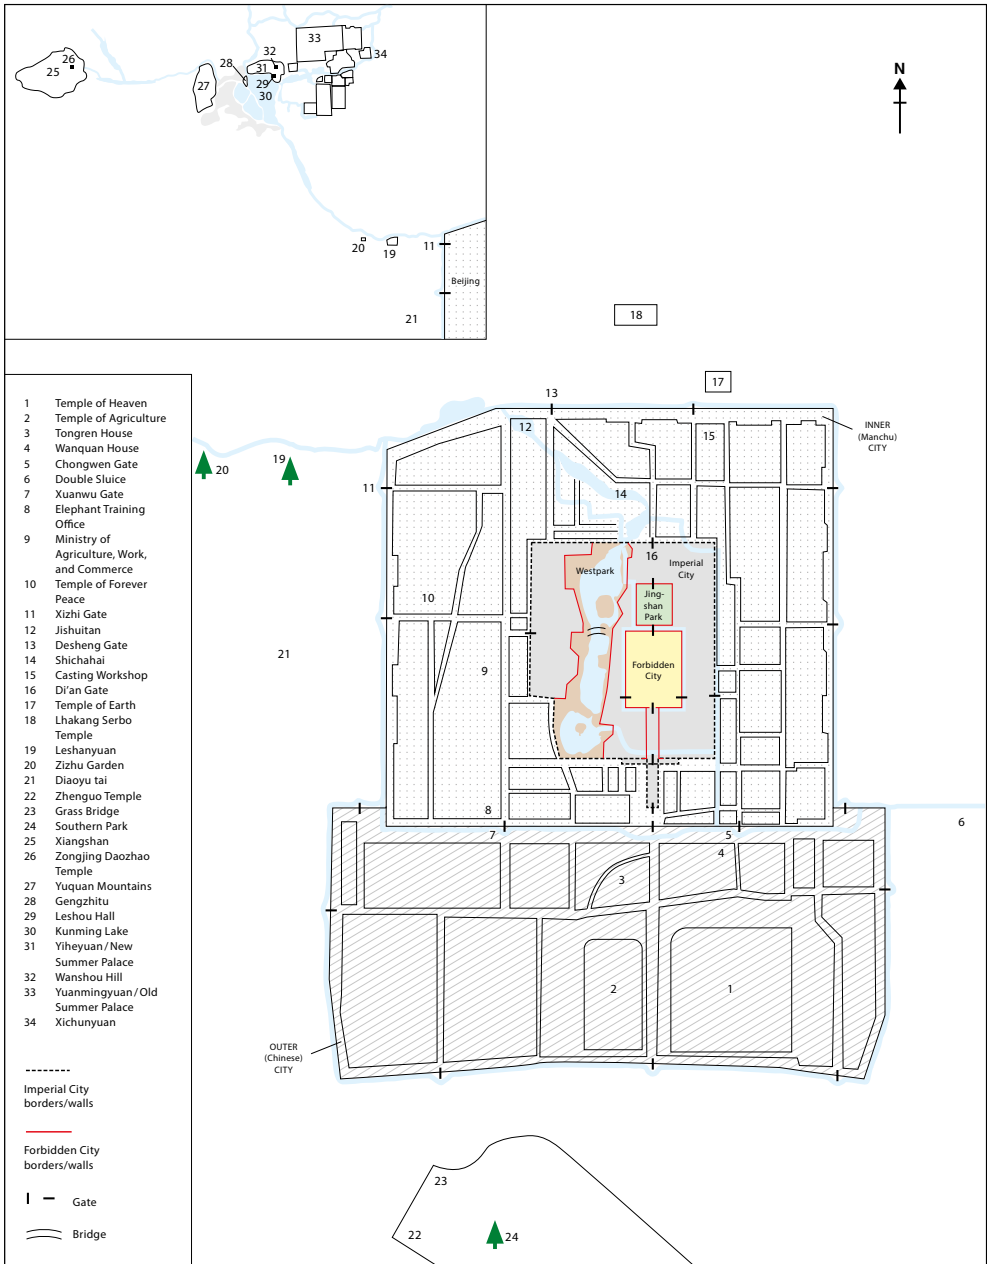 33
32
34
28
31
26
25
29
27
30
20
19
11
Beijing
21
N
18
17
13
12
15
INNER
(Manchu)
CITY
20
19
11
14
16
Imperial
City
Westpark
Jing-
shan
Park
10
21
9
Forbidden
City
8
7
5
6
4
3
2
1
OUTER
(Chinese)
CITY
23
22
24
1 Temple of Heaven
2 Temple of Agriculture
3 Tongren House
4 Wanquan House
5 Chongwen Gate
6 Double Sluice
7 Xuanwu Gate
8 Elephant Training
Office
9 Ministry of
Agriculture, Work,
and Commerce
10 Temple of Forever
Peace
11 Xizhi Gate
12 Jishuitan
13 Desheng Gate
14 Shichahai
15 Casting Workshop
16 Di’an Gate
17 Temple of Earth
18 Lhakang Serbo
Temple
19 Leshanyuan
20 Zizhu Garden
21 Diaoyu tai
22 Zhenguo Temple
23 Grass Bridge
24 Southern Park
25 Xiangshan
26 Zongjing Daozhao
Temple
27 Yuquan Mountains
28 Gengzhitu
29 Leshou Hall
30 Kunming Lake
31 Yiheyuan/New
Summer Palace
32 Wanshou Hill
33 Yuanmingyuan/Old
Summer Palace
34 Xichunyuan
Imperial City
borders/walls
Forbidden City
borders/walls
Gate
Bridge